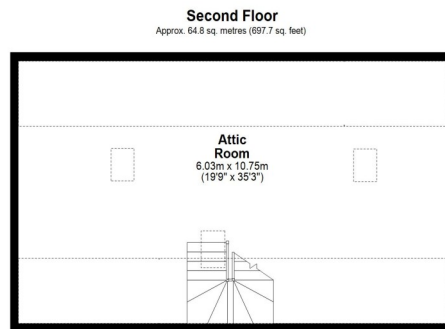 Second Floor
Approx. 64.8 sq. metres (697.7 sq. feet)
Attic
Room
6.03m x 10.75m
(19'9" x 35'3")